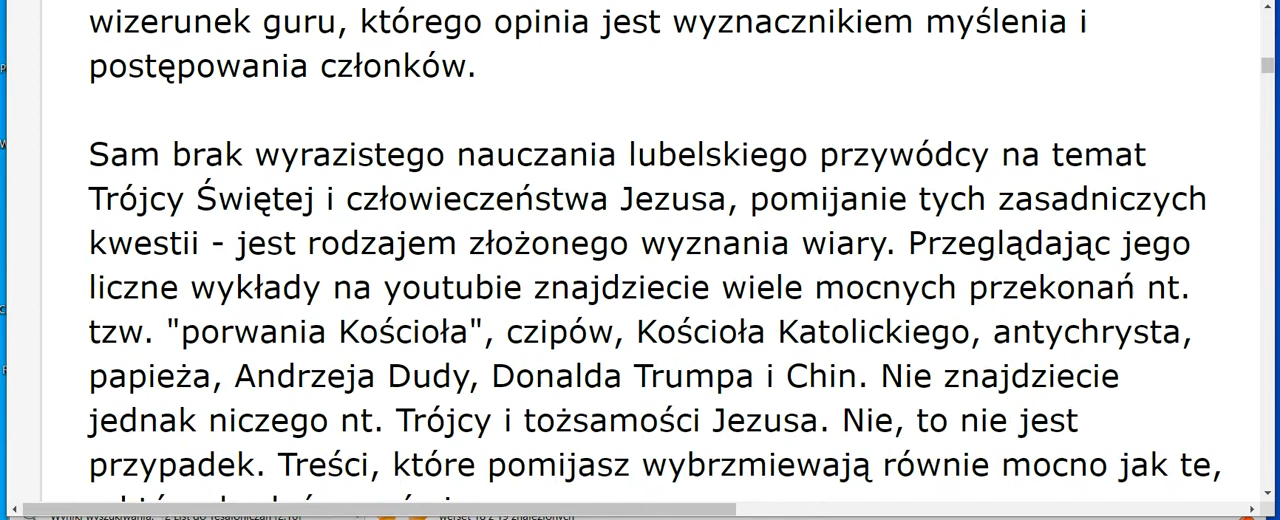 wizerunek guru, którego opinia jest wyznacznikiem myślenia i
postępowania członków.
Sam brak wyrazistego nauczania lubelskiego przywódcy na temat
Trójcy Świętej i człowieczeństwa Jezusa, pomijanie tych zasadniczych
kwestii - jest rodzajem złożonego wyznania wiary. Przeglądając jego
liczne wykłady na youtubie znajdziecie wiele mocnych przekonań nt.
tzw. "porwania Kościoła", czipów, Kościoła Katolickiego, antychrysta,
papieża, Andrzeja Dudy, Donalda Trumpa i Chin. Nie znajdziecie
jednak niczego nt. Trójcy i tożsamości Jezusa. Nie, to nie jest
przypadek. Treści, które pomijasz wybrzmiewają równie mocno jak te,